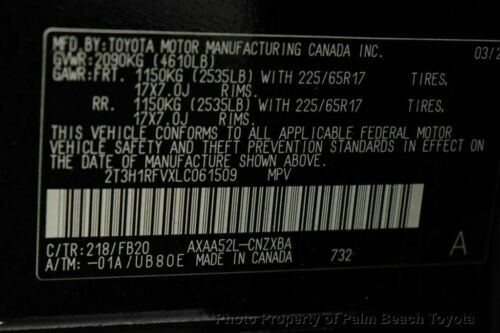 MFD.BY:TOYOTA MOTOR MANUFACTURING CANADA INC. 03/2
GVWR:2090KG (4610LB)
GAWR:FRT. 1150KG (2535LB) WITH 225/65R17 TIRES,
17X7.0J RIMS.
RR. 1150KG (2535LB) WITH 225/65R17 TIRES,
17X7.0J RIMS.
THIS VEHICLE CONFORMS TO ALL APPLICABLE FEDERAL MOTOR
VEHICLE SAFETY AND THEFT PREVENTION STANDARDS IN EFFECT ON
THE DATE OF MANUFACTURE SHOWN ABOVE.
2T3H1RFVXLC061509 MPV
C/TR:218/FB20 AXAA52L-CNZXBA
A/TM: -01A/UB80E MADE IN CANADA 732 A
Photo Property of Palm Beach Toyota